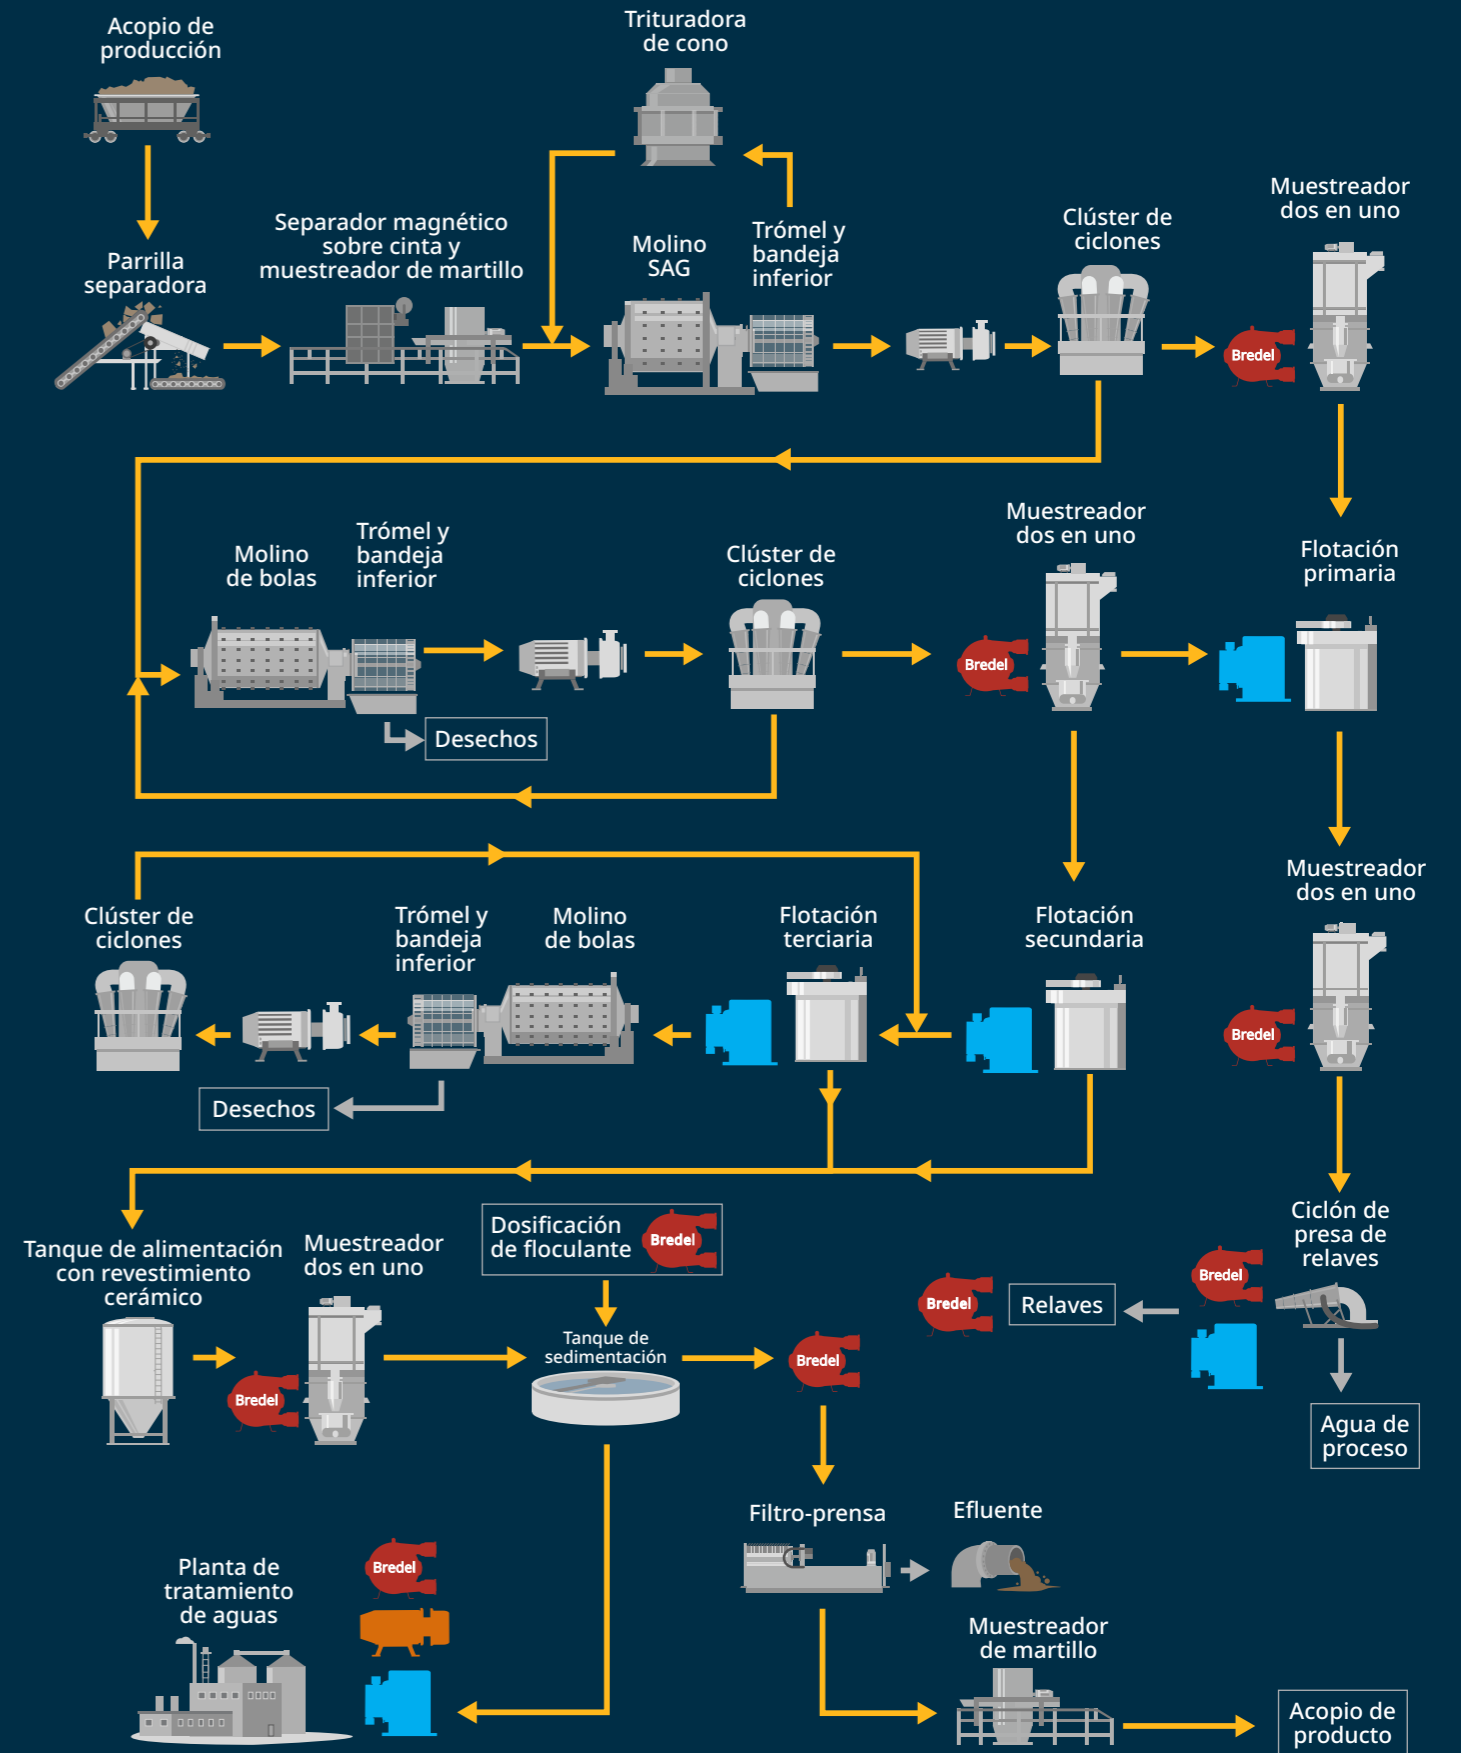 Acopio de
producción
Trituradora
de cono
Muestreador
dos en uno
Parrilla
separadora
Separador magnético
sobre cinta y
muestreador de martillo
Molino
SAG
Trómel y
bandeja
inferior
Clúster de
ciclones
Bredel
Molino
de bolas
Trómel y
bandeja
inferior
Clúster de
ciclones
Muestreador
dos en uno
Flotación
primaria
Bredel
Desechos
Muestreador
dos en uno
Clúster de
ciclones
Trómel y
bandeja
inferior
Molino
de bolas
Flotación
terciaria
Flotación
secundaria
Bredel
Desechos
Tanque de alimentación
con revestimiento
cerámico
Muestreador
dos en uno
Dosificación
de floculante
Bredel
Ciclón de
presa de
relaves
Bredel
Bredel
Relaves
Tanque de
sedimentación
Bredel
Bredel
Agua de
proceso
Filtro-prensa
Efluente
Planta de
tratamiento
de aguas
Bredel
Muestreador
de martillo
Acopio de
producto